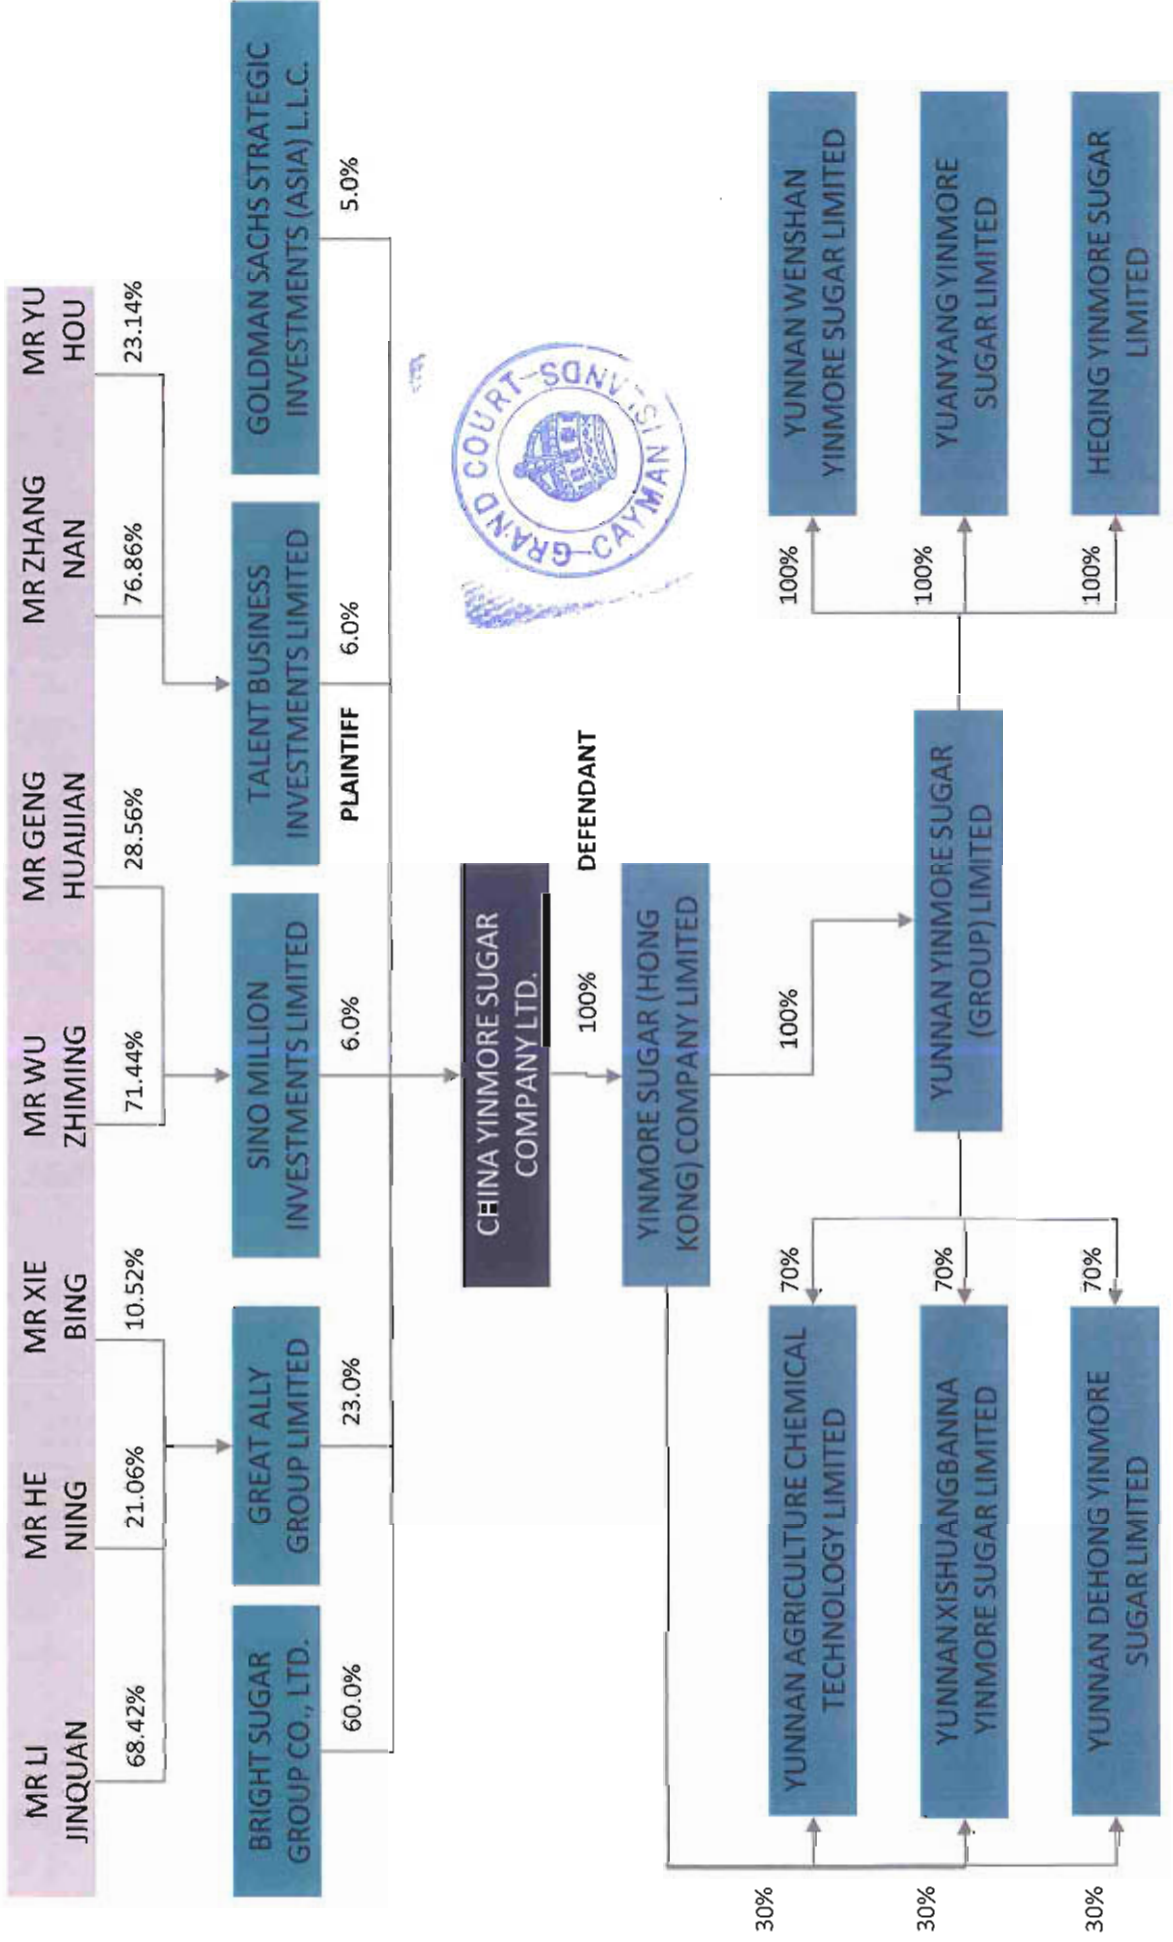 MR LI
JINQUAN
MR HE
NING
MR XIE
BING
MR WU
ZHIMING
MR GENG
HUAIJIAN
MR ZHANG
NAN
MR YU
HOU
68.42%
21.06%
10.52%
71.44%
28.56%
76.86%
23.14%
BRIGHT SUGAR
GROUP CO., LTD.
GREAT ALLY
GROUP LIMITED
SINO MILLION
INVESTMENTS LIMITED
TALENT BUSINESS
INVESTMENTS LIMITED
GOLDMAN SACHS STRATEGIC
INVESTMENTS (ASIA) L.L.C.
60.0%
23.0%
6.0%
PLAINTIFF
6.0%
5.0%
CHINA YINMORE SUGAR
COMPANY LTD.
GRAND COURT
CAYMAN ISLANDS
100%
DEFENDANT
YINMORE SUGAR (HONG
KONG) COMPANY LIMITED
100%
YUNNAN YINMORE SUGAR
(GROUP) LIMITED
30%
YUNNAN AGRICULTURE CHEMICAL
TECHNOLOGY LIMITED
70%
100%
YUNNAN WENSHAN
YINMORE SUGAR LIMITED
30%
YUNNAN XISHUANGBANNA
YINMORE SUGAR LIMITED
70%
100%
YUANYANG YINMORE
SUGAR LIMITED
30%
YUNNAN DEHONG YINMORE
SUGAR LIMITED
70%
100%
HEQING YINMORE SUGAR
LIMITED